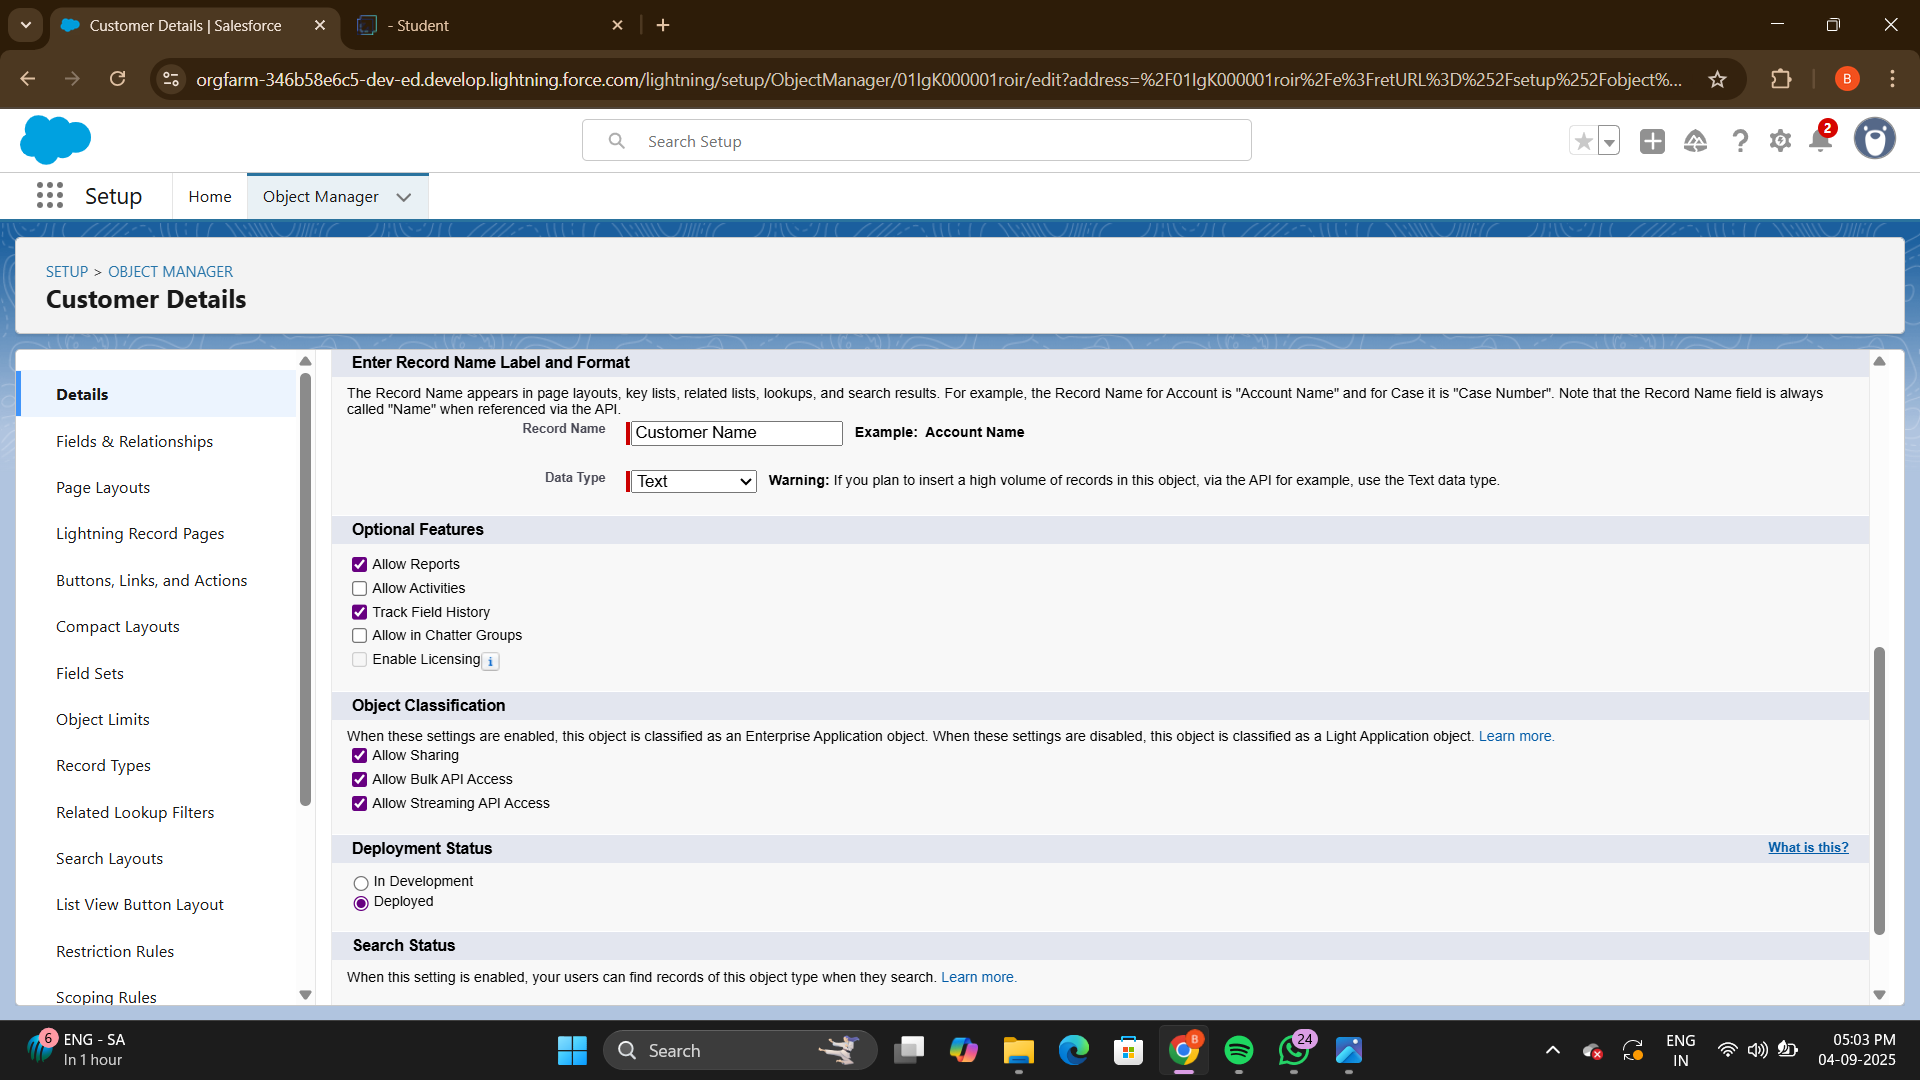 Customer Details | Salesforce
- Student
orgfarm-346b58e6c5-dev-ed.develop.lightning.force.com/lightning/setup/ObjectManager/01IgK000001roir/edit?address=%2F01IgK000001roir%2Fe%3FretURL%3D%252Fsetup%252Fobject%...
B
Search Setup
2
Setup
Home
Object Manager
SETUP > OBJECT MANAGER
Customer Details
Details
Fields & Relationships
Page Layouts
Lightning Record Pages
Buttons, Links, and Actions
Compact Layouts
Field Sets
Object Limits
Record Types
Related Lookup Filters
Search Layouts
List View Button Layout
Restriction Rules
Scoping Rules
Enter Record Name Label and Format
The Record Name appears in page layouts, key lists, related lists, lookups, and search results. For example, the Record Name for Account is "Account Name" and for Case it is "Case Number". Note that the Record Name field is always
called "Name" when referenced via the API.
Record Name Customer Name Example: Account Name
Data Type Text Warning: If you plan to insert a high volume of records in this object, via the API for example, use the Text data type.
Optional Features
Allow Reports
Allow Activities
Track Field History
Allow in Chatter Groups
Enable Licensing i
Object Classification
When these settings are enabled, this object is classified as an Enterprise Application object. When these settings are disabled, this object is classified as a Light Application object. Learn more.
Allow Sharing
Allow Bulk API Access
Allow Streaming API Access
Deployment Status What is this?
In Development
Deployed
Search Status
When this setting is enabled, your users can find records of this object type when they search. Learn more.
6
ENG - SA
In 1 hour
Search
B
24
ENG
IN
05:03 PM
04-09-2025